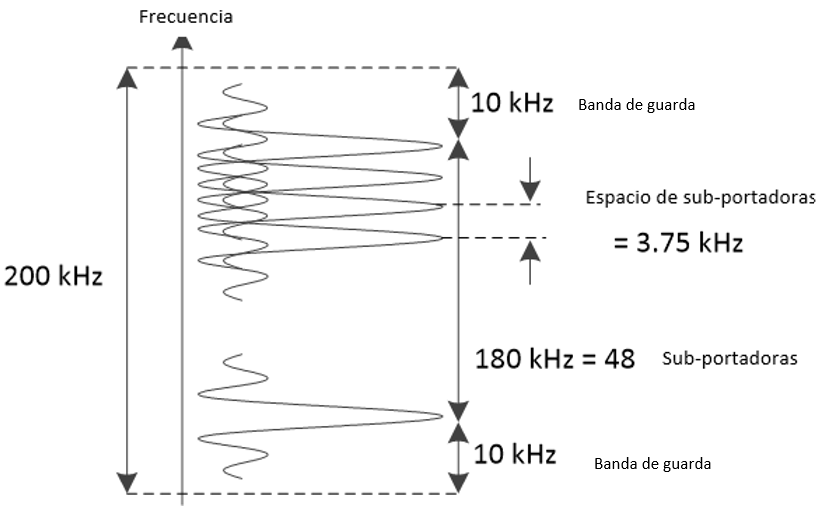 Frecuencia
10 kHz
Banda de guarda
Espacio de sub-portadoras
= 3.75 kHz
200 kHz
180 kHz = 48
Sub-portadoras
10 kHz
Banda de guarda